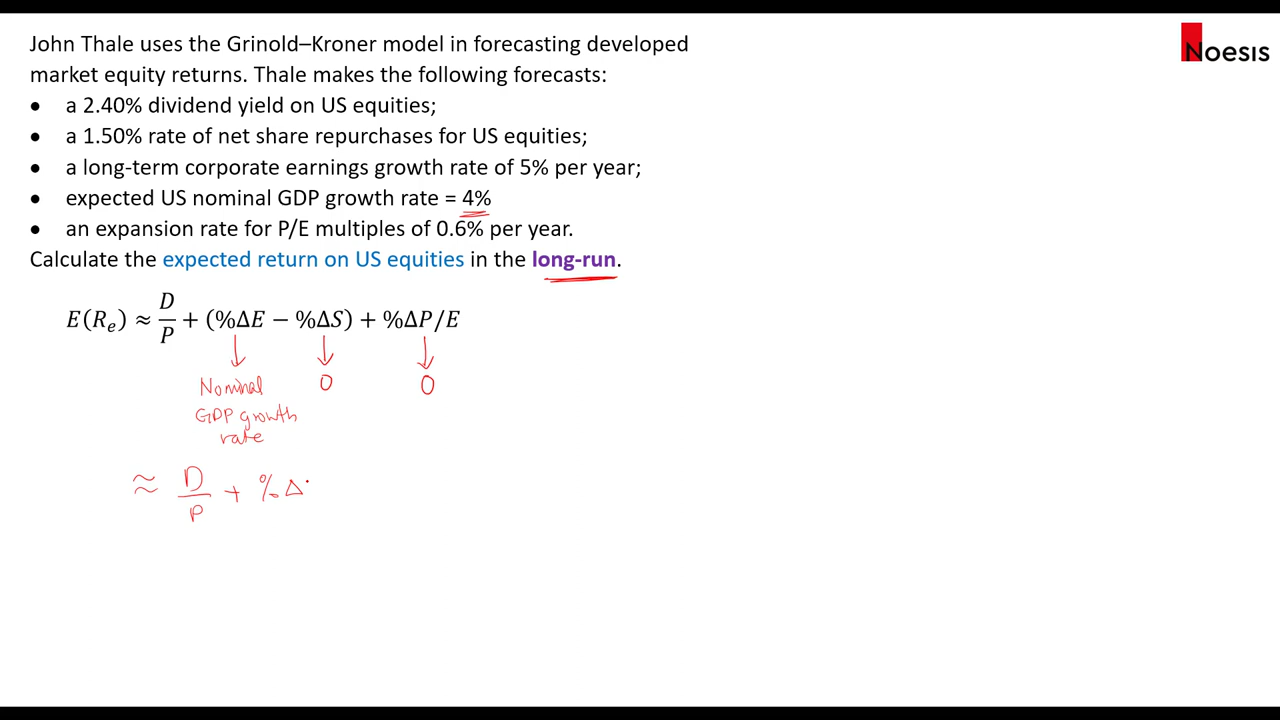 John Thale uses the Grinold–Kroner model in forecasting developed
Noesis
market equity returns. Thale makes the following forecasts:
• a 2.40% dividend yield on US equities;
• a 1.50% rate of net share repurchases for US equities;
• a long-term corporate earnings growth rate of 5% per year;
• expected US nominal GDP growth rate = 4%
• an expansion rate for P/E multiples of 0.6% per year.
Calculate the expected return on US equities in the long-run.
E(Rₑ) ≈ D/P + (%ΔE − %ΔS) + %ΔP/E
Nominal 0 0
GDP growth
rate
≈ D/P + %Δ